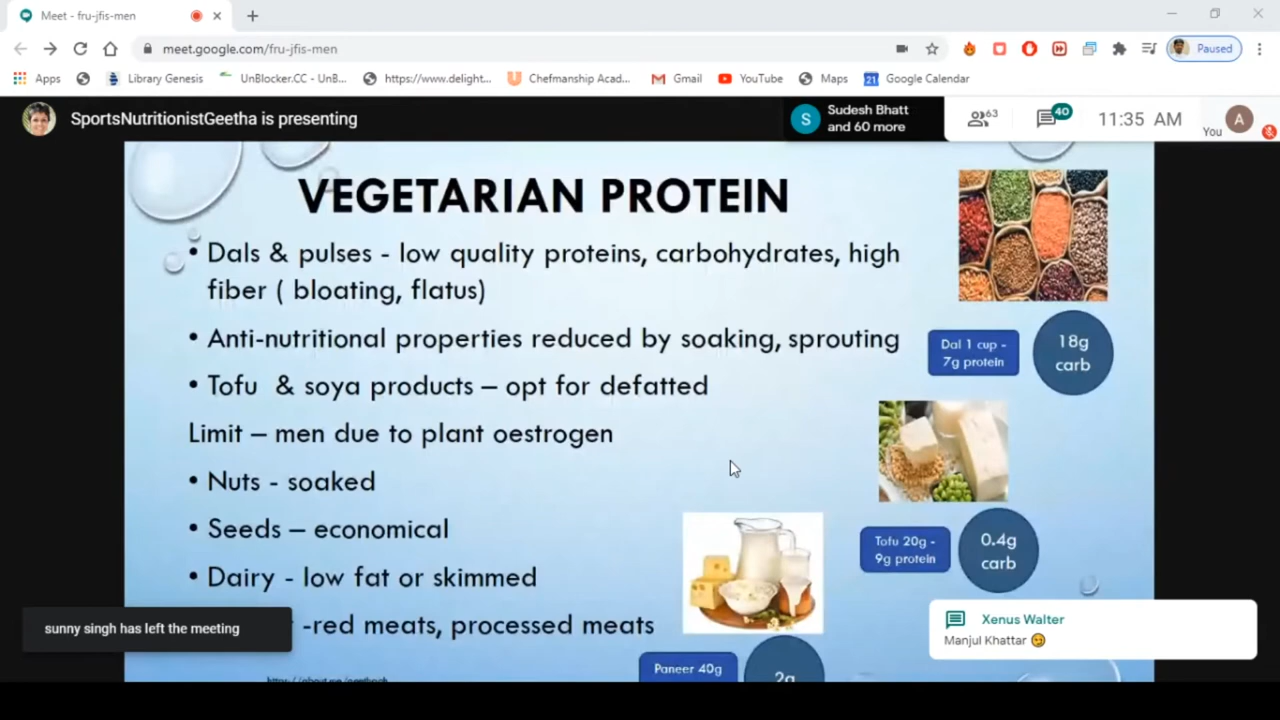 Meet - fru-jfis-men
meet.google.com/fru-jfis-men
Paused
Apps
Library Genesis
UnBlocker.CC - UnB...
https://www.delight...
Chefmanship Acad...
Gmail
YouTube
Maps
21
Google Calendar
SportsNutritionistGeetha is presenting
S
Sudesh Bhatt
and 60 more
63
40
11:35 AM
You
A
VEGETARIAN PROTEIN
• Dals & pulses - low quality proteins, carbohydrates, high
fiber ( bloating, flatus)
• Anti-nutritional properties reduced by soaking, sprouting
Dal 1 cup -
7g protein
18g
carb
• Tofu & soya products – opt for defatted
Limit – men due to plant oestrogen
• Nuts - soaked
• Seeds – economical
Tofu 20g -
9g protein
0.4g
carb
• Dairy - low fat or skimmed
-red meats, processed meats
sunny singh has left the meeting
Xenus Walter
Manjul Khattar 😏
Paneer 40g
2g